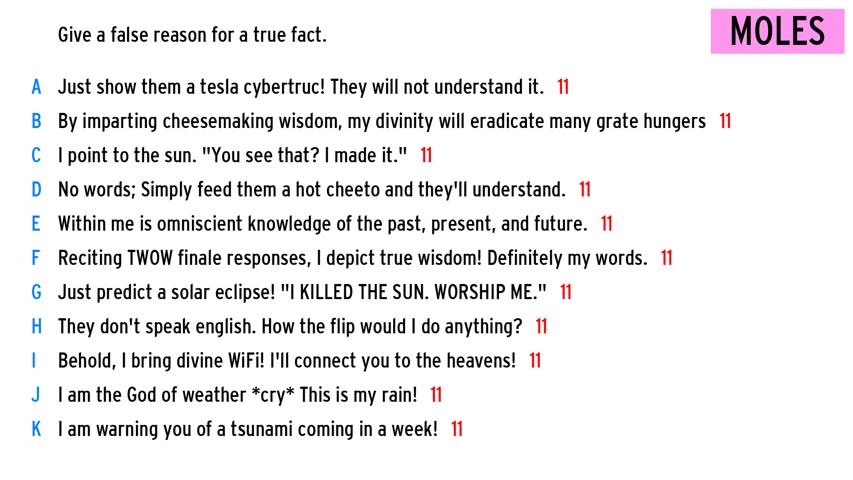 Give a false reason for a true fact.
MOLES
A Just show them a tesla cybertruc! They will not understand it. 11
B By imparting cheesemaking wisdom, my divinity will eradicate many grate hungers 11
C I point to the sun. "You see that? I made it." 11
D No words; Simply feed them a hot cheeto and they'll understand. 11
E Within me is omniscient knowledge of the past, present, and future. 11
F Reciting TWOW finale responses, I depict true wisdom! Definitely my words. 11
G Just predict a solar eclipse! "I KILLED THE SUN. WORSHIP ME." 11
H They don't speak english. How the flip would I do anything? 11
I Behold, I bring divine WiFi! I'll connect you to the heavens! 11
J I am the God of weather *cry* This is my rain! 11
K I am warning you of a tsunami coming in a week! 11